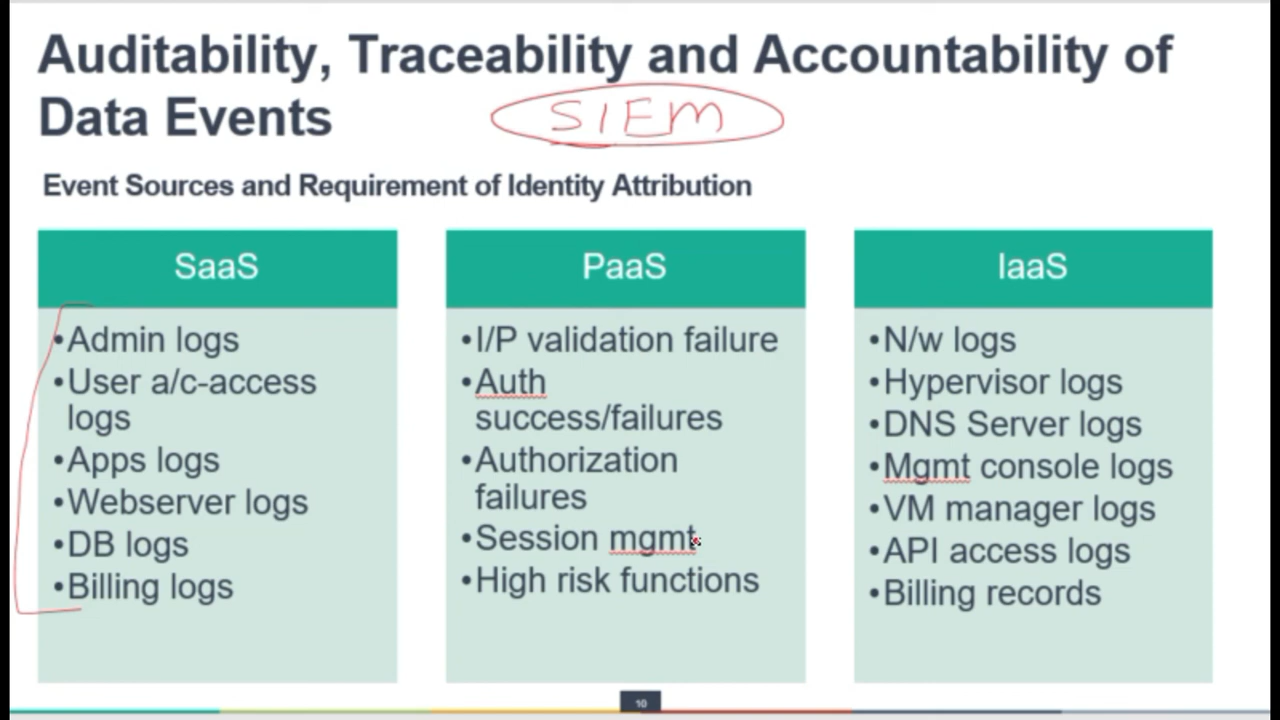 Auditability, Traceability and Accountability of
Data Events
SIEM
Event Sources and Requirement of Identity Attribution
SaaS
•Admin logs
•User a/c-access
logs
•Apps logs
•Webserver logs
•DB logs
•Billing logs
PaaS
•I/P validation failure
•Auth
success/failures
•Authorization
failures
•Session mgmt
•High risk functions
IaaS
•N/w logs
•Hypervisor logs
•DNS Server logs
•Mgmt console logs
•VM manager logs
•API access logs
•Billing records
10